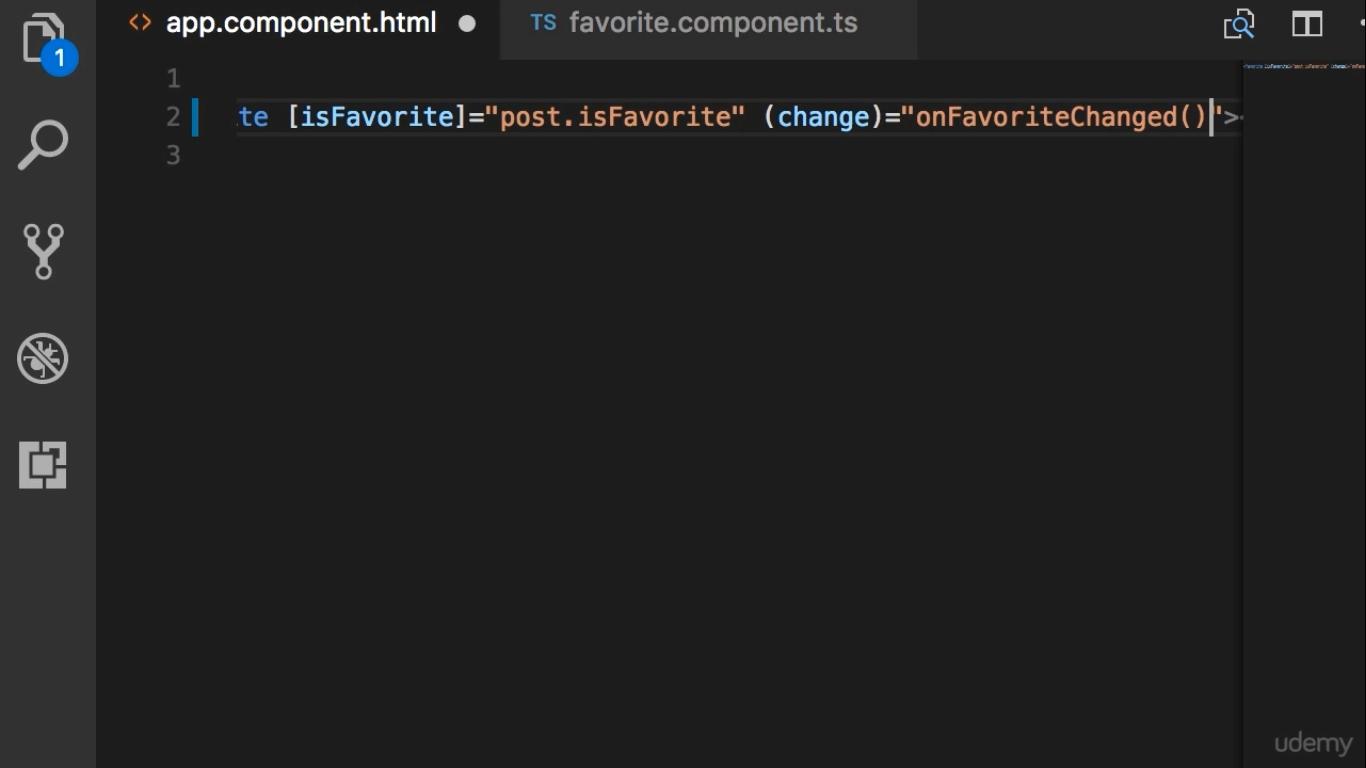 app.component.html
TS favorite.component.ts
1
1
2 te [isFavorite]="post.isFavorite" (change)="onFavoriteChanged()">
3
udemy